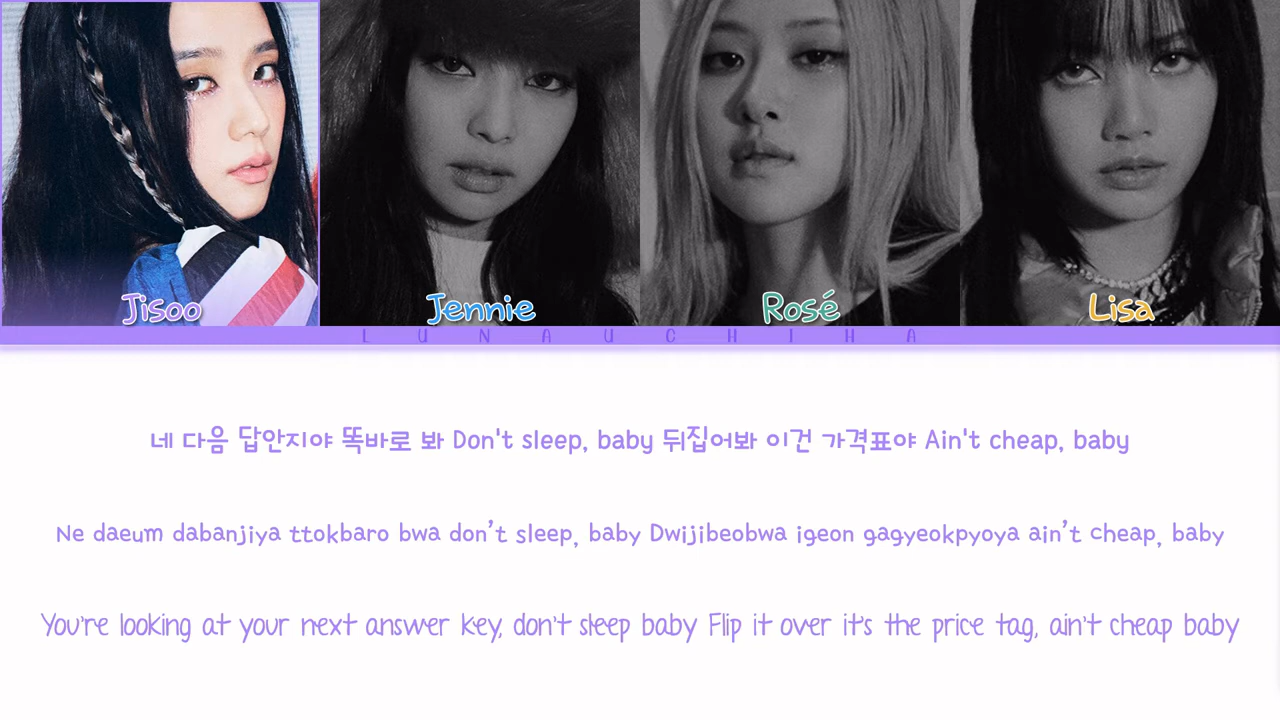 Jisoo
Jennie
Rosé
Lisa
LUNAUCHIHA
네 다음 답안지야 똑바로 봐 Don't sleep, baby 뒤집어봐 이건 가격표야 Ain't cheap, baby
Ne daeum dabanjiya ttokbaro bwa don’t sleep, baby Dwijibeobwa igeon gagyeokpyoya ain’t cheap, baby
You're looking at your next answer key, don't sleep baby Flip it over it's the price tag, ain't cheap baby